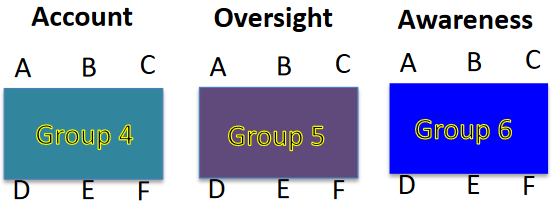 Account Oversight Awareness
A B C A B C A B C
Group 4 Group 5 Group 6
D E F D E F D E F